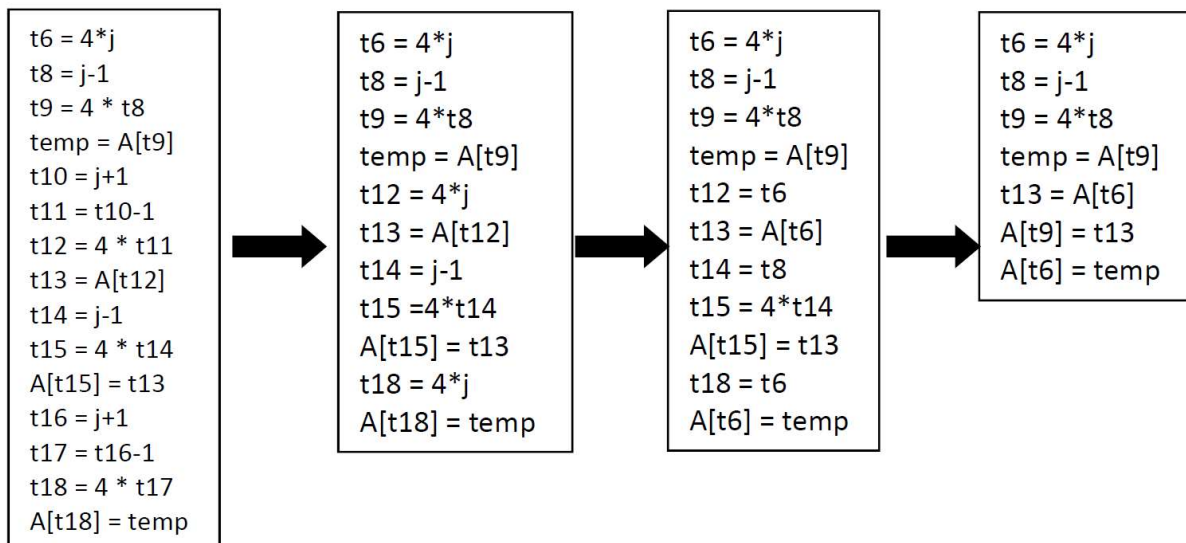 t6 = 4*j
t8 = j-1
t9 = 4 * t8
temp = A[t9]
t10 = j+1
t11 = t10-1
t12 = 4 * t11
t13 = A[t12]
t14 = j-1
t15 = 4 * t14
A[t15] = t13
t16 = j+1
t17 = t16-1
t18 = 4 * t17
A[t18] = temp
t6 = 4*j
t8 = j-1
t9 = 4*t8
temp = A[t9]
t12 = 4*j
t13 = A[t12]
t14 = j-1
t15 =4*t14
A[t15] = t13
t18 = 4*j
A[t18] = temp
t6 = 4*j
t8 = j-1
t9 = 4*t8
temp = A[t9]
t12 = t6
t13 = A[t6]
t14 = t8
t15 = 4*t14
A[t15] = t13
t18 = t6
A[t6] = temp
t6 = 4*j
t8 = j-1
t9 = 4*t8
temp = A[t9]
t13 = A[t6]
A[t9] = t13
A[t6] = temp